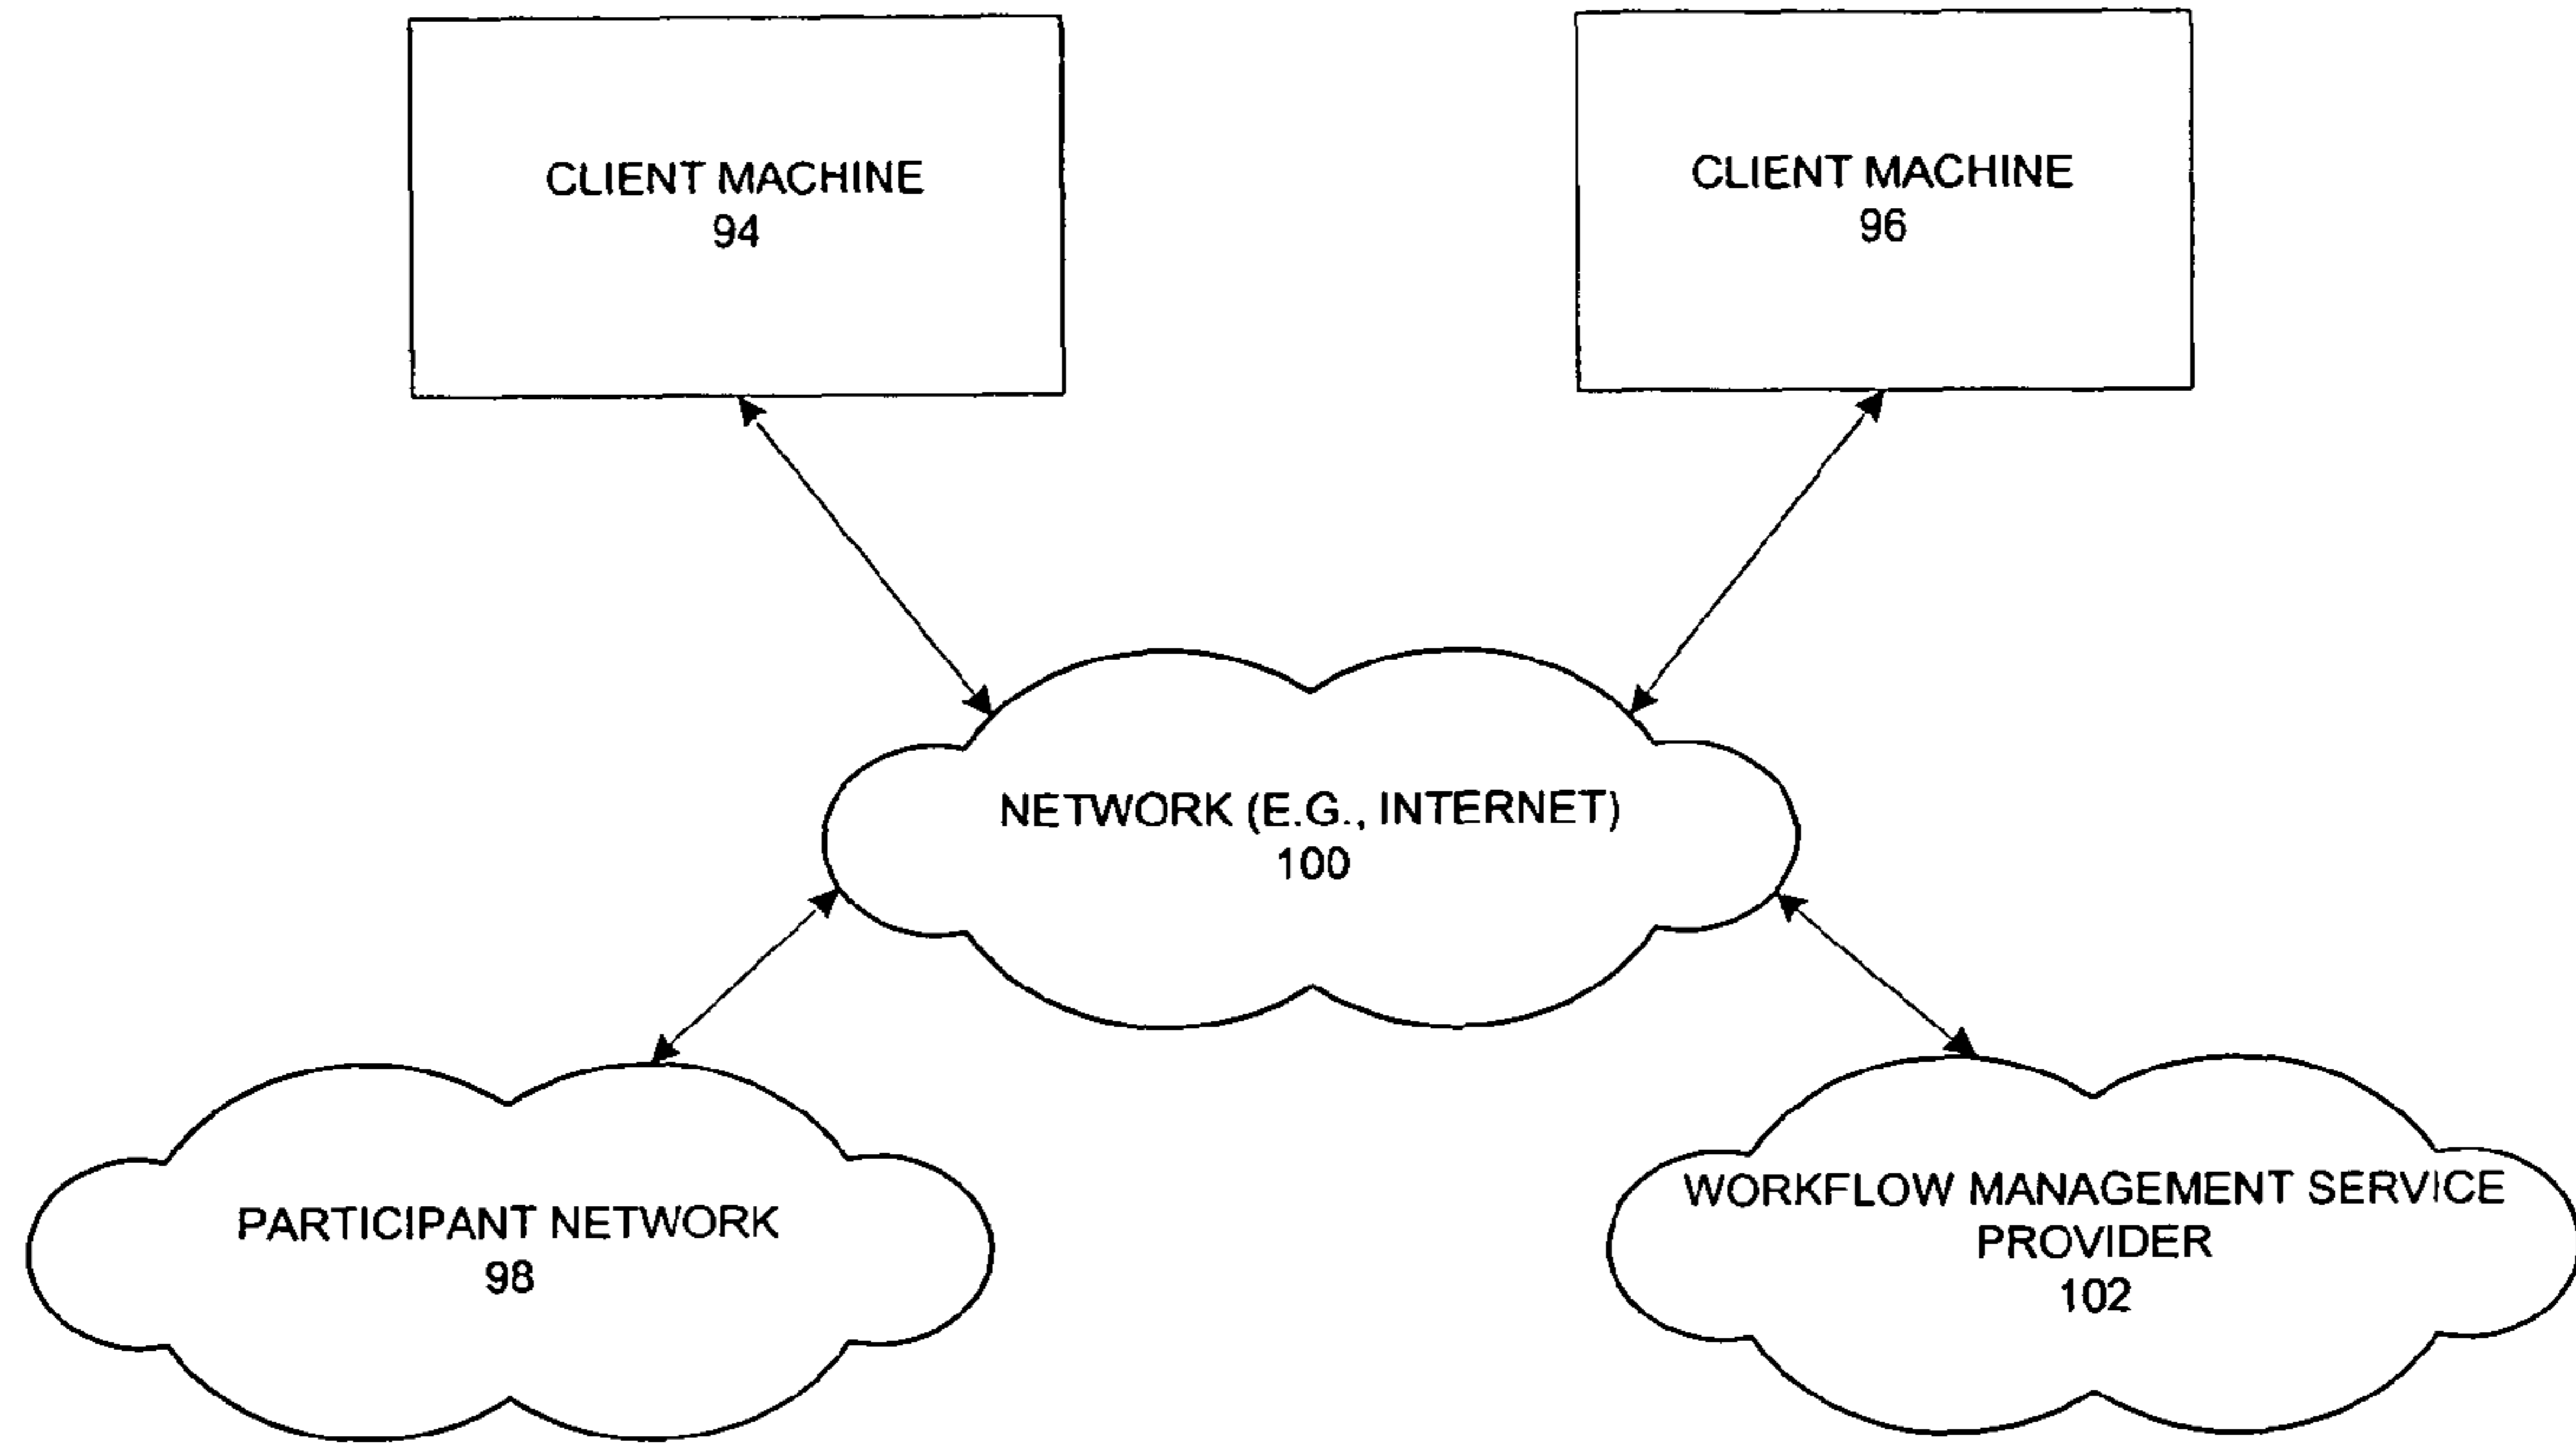 CLIENT MACHINE
94
CLIENT MACHINE
96
NETWORK (E.G., INTERNET)
100
PARTICIPANT NETWORK
98
WORKFLOW MANAGEMENT SERVICE
PROVIDER
102